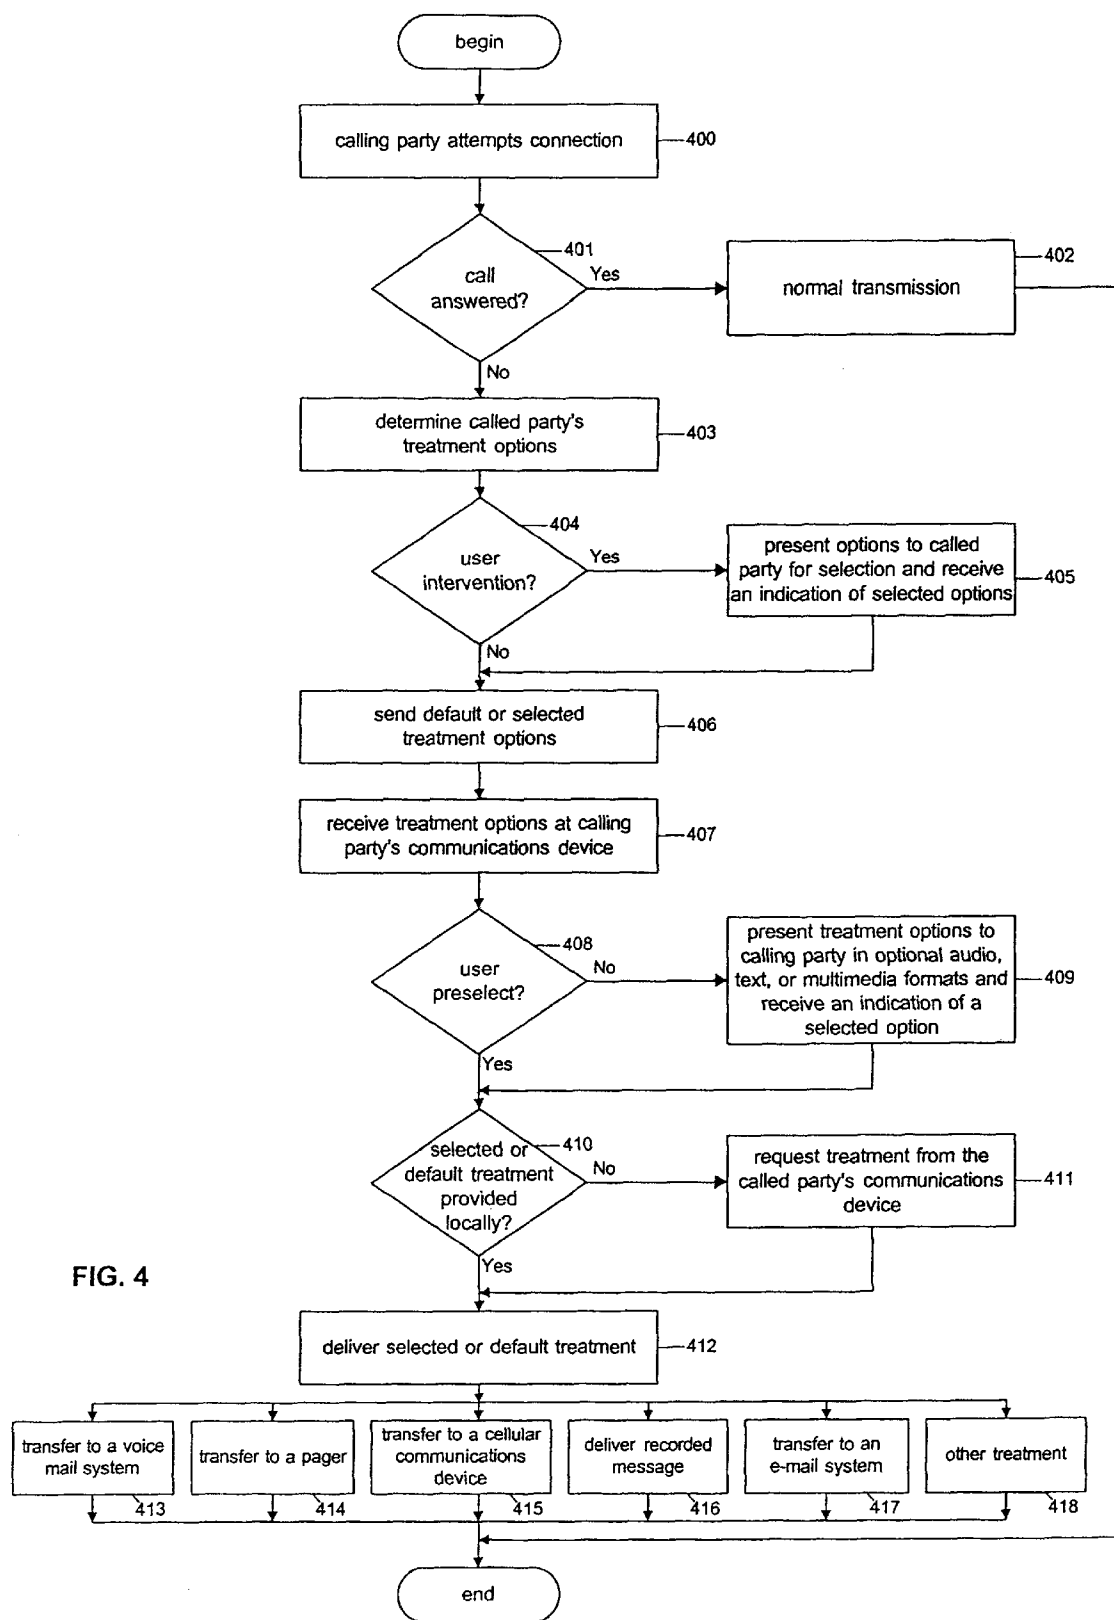 begin
calling party attempts connection
400
401
call
answered?
Yes
402
normal transmission
No
determine called party's
treatment options
403
404
user
intervention?
Yes
present options to called
party for selection and receive
an indication of selected options
405
No
send default or selected
treatment options
406
receive treatment options at calling
party's communications device
407
408
user
preselect?
No
present treatment options to
calling party in optional audio,
text, or multimedia formats and
receive an indication of a
selected option
409
Yes
410
selected or
default treatment
provided
locally?
No
request treatment from the
called party's communications
device
411
Yes
FIG. 4
deliver selected or default treatment
412
transfer to a voice
mail system
413
transfer to a pager
414
transfer to a cellular
communications
device
415
deliver recorded
message
416
transfer to an
e-mail system
417
other treatment
418
end